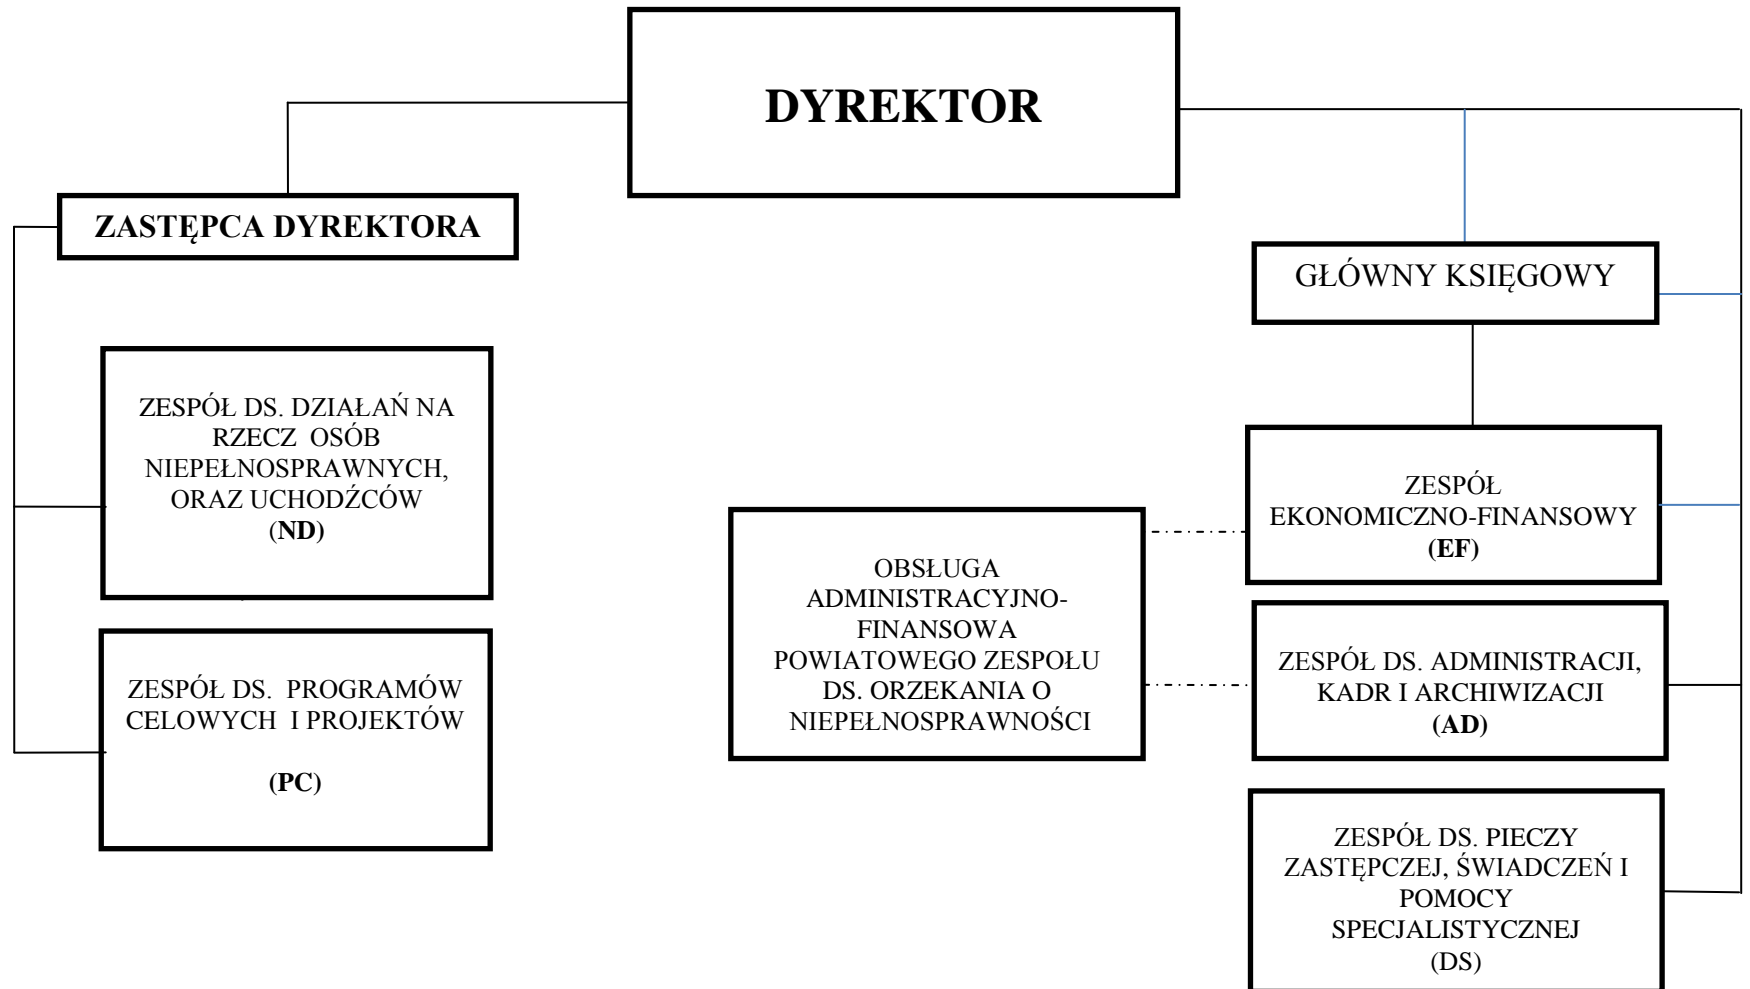 DYREKTOR
ZASTĘPCA DYREKTORA
GŁÓWNY KSIĘGOWY
ZESPÓŁ DS. DZIAŁAŃ NA
RZECZ OSÓB
NIEPEŁNOSPRAWNYCH,
ORAZ UCHODŹCÓW
(ND)
ZESPÓŁ DS. PROGRAMÓW
CELOWYCH I PROJEKTÓW
(PC)
OBSŁUGA
ADMINISTRACYJNO-
FINANSOWA
POWIATOWEGO ZESPOŁU
DS. ORZEKANIA O
NIEPEŁNOSPRAWNOŚCI
ZESPÓŁ
EKONOMICZNO-FINANSOWY
(EF)
ZESPÓŁ DS. ADMINISTRACJI,
KADR I ARCHIWIZACJI
(AD)
ZESPÓŁ DS. PIECZY
ZASTĘPCZEJ, ŚWIADCZEŃ I
POMOCY
SPECJALISTYCZNEJ
(DS)